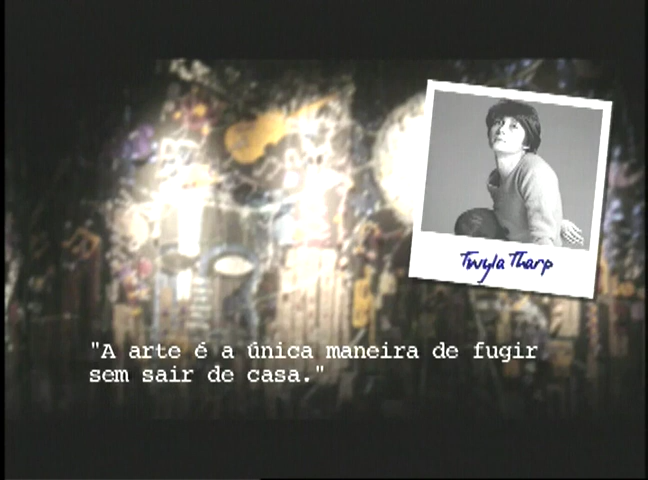 Twyla Tharp
"A arte é a única maneira de fugir
sem sair de casa."